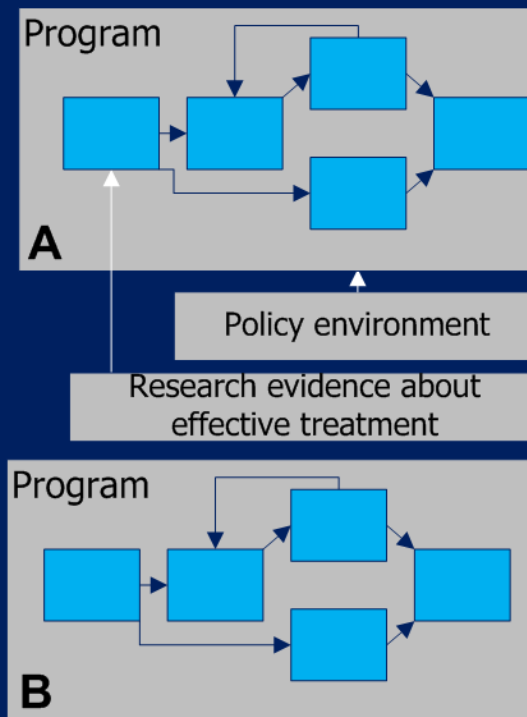 Program
A
Policy environment
Research evidence about
effective treatment
Program
B